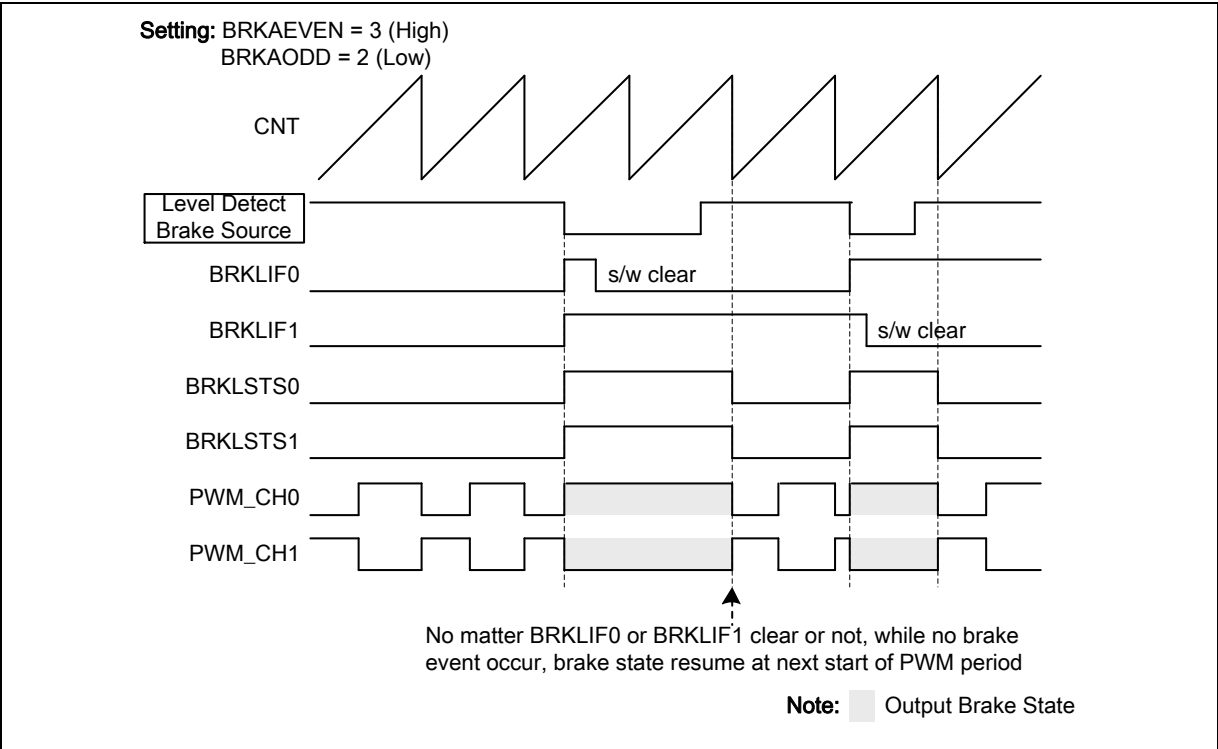 Setting: BRKAEVEN = 3 (High)
BRKAODD = 2 (Low)
CNT
Level Detect
Brake Source
BRKLIF0
s/w clear
BRKLIF1
s/w clear
BRKLSTS0
BRKLSTS1
PWM_CH0
PWM_CH1
No matter BRKLIF0 or BRKLIF1 clear or not, while no brake
event occur, brake state resume at next start of PWM period
Note: Output Brake State